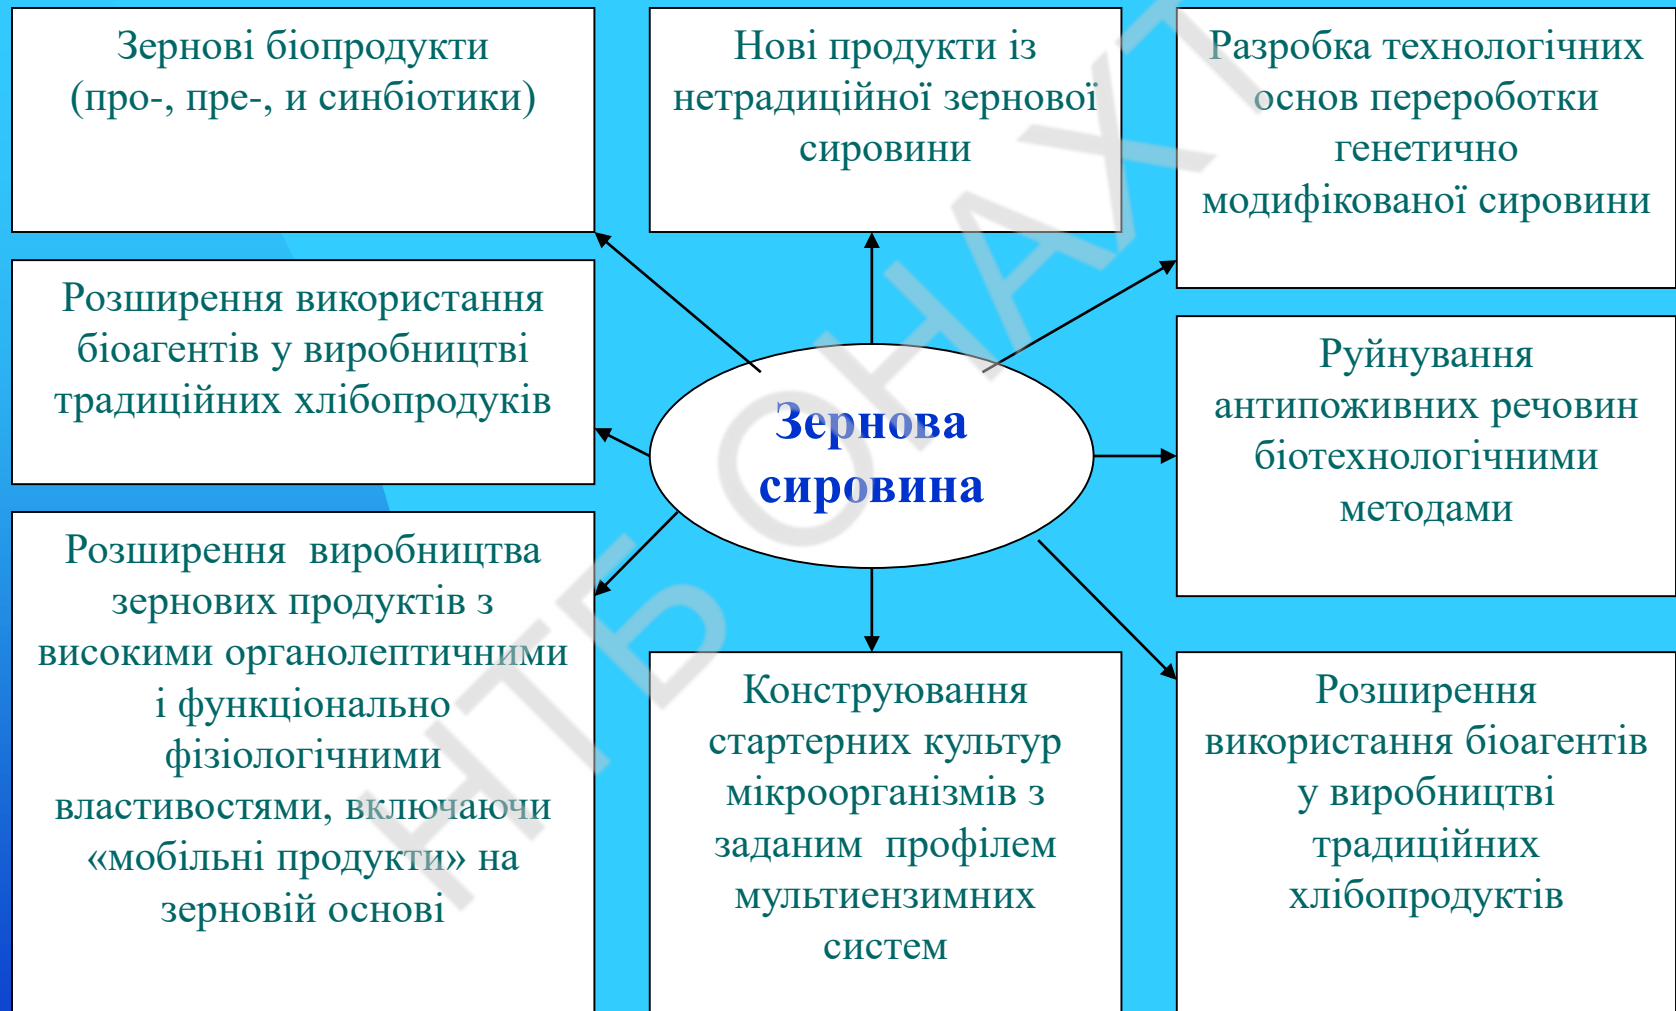 Зернові біопродукти
(про-, пре-, и синбіотики)
Нові продукти із
нетрадиційної зернової
сировини
Разробка технологічних
основ перероботки
генетично
модифікованої сировини
Розширення використання
біоагентів у виробництві
традиційних хлібопродуків
Зернова
сировина
Руйнування
антипоживних речовин
біотехнологічними
методами
Розширення  виробництва
зернових продуктів з
високими органолептичними
і функціонально
фізіологічними
властивостями, включаючи
«мобільні продукти» на
зерновій основі
Конструювання
стартерних культур
мікроорганізмів з
заданим  профілем
мультиензимних
систем
Розширення
використання біоагентів
у виробництві
традиційних
хлібопродуктів
НТБ ОНАХТ